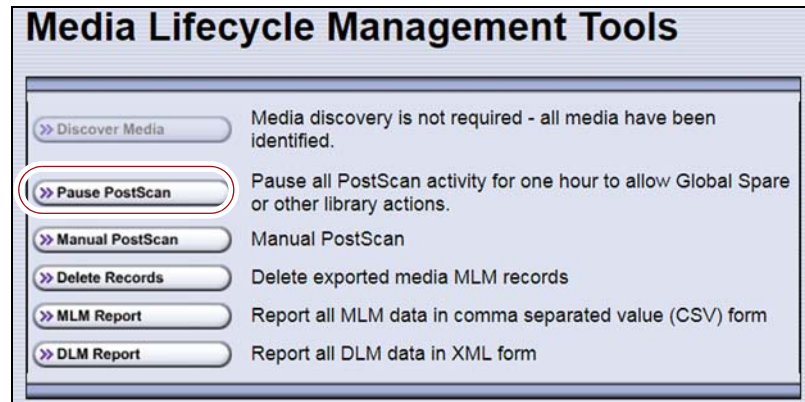 Media Lifecycle Management Tools
Discover Media
Media discovery is not required - all media have been
identified.
Pause PostScan
Pause all PostScan activity for one hour to allow Global Spare
or other library actions.
Manual PostScan
Manual PostScan
Delete Records
Delete exported media MLM records
MLM Report
Report all MLM data in comma separated value (CSV) form
DLM Report
Report all DLM data in XML form